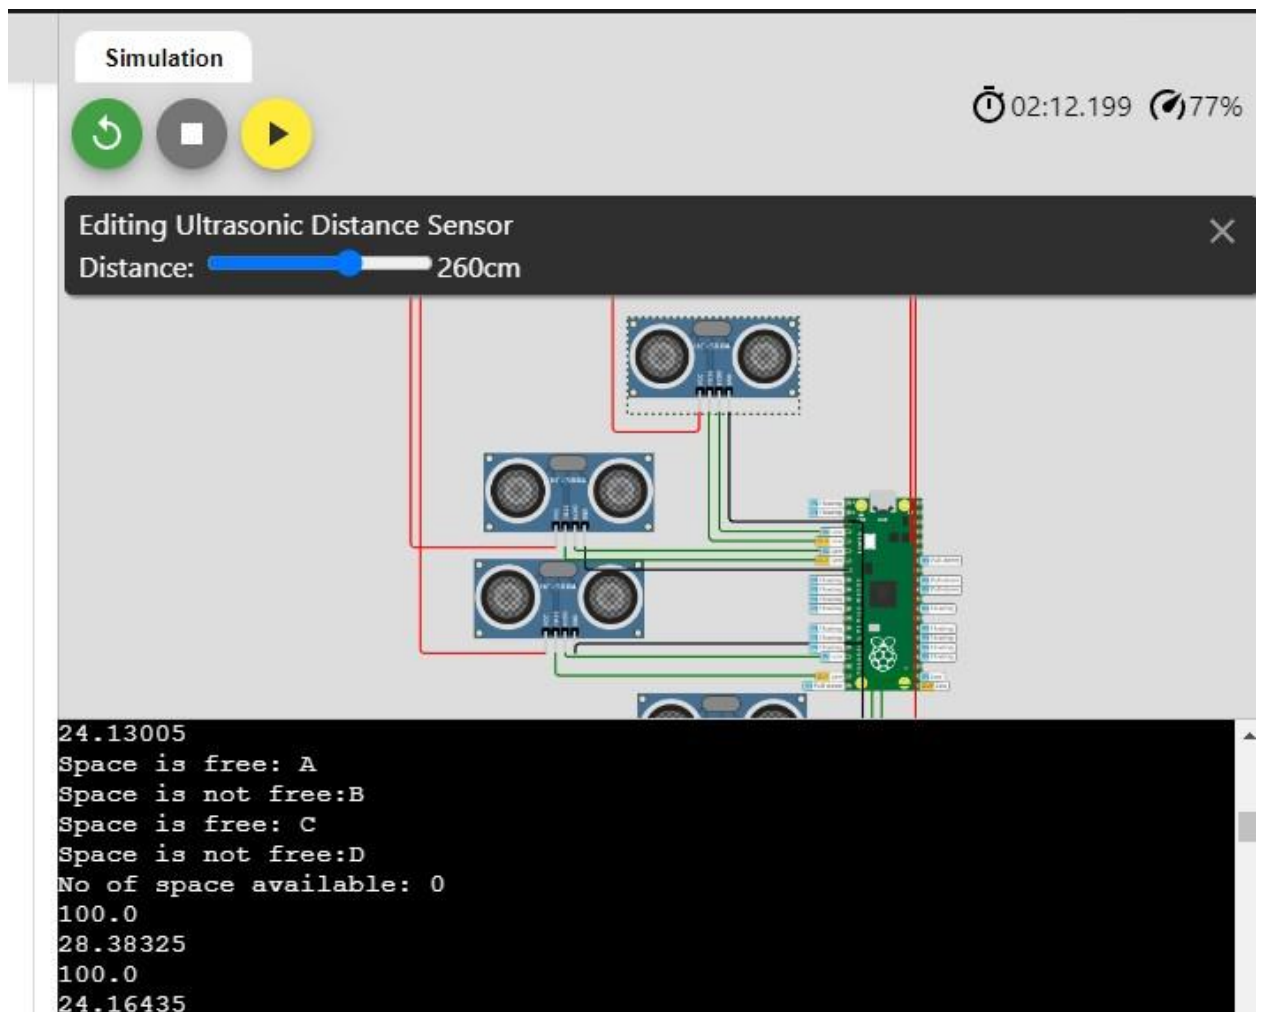 Simulation
02:12.199 77%
Editing Ultrasonic Distance Sensor
Distance: 260cm
24.13005
Space is free: A
Space is not free:B
Space is free: C
Space is not free:D
No of space available: 0
100.0
28.38325
100.0
24.16435